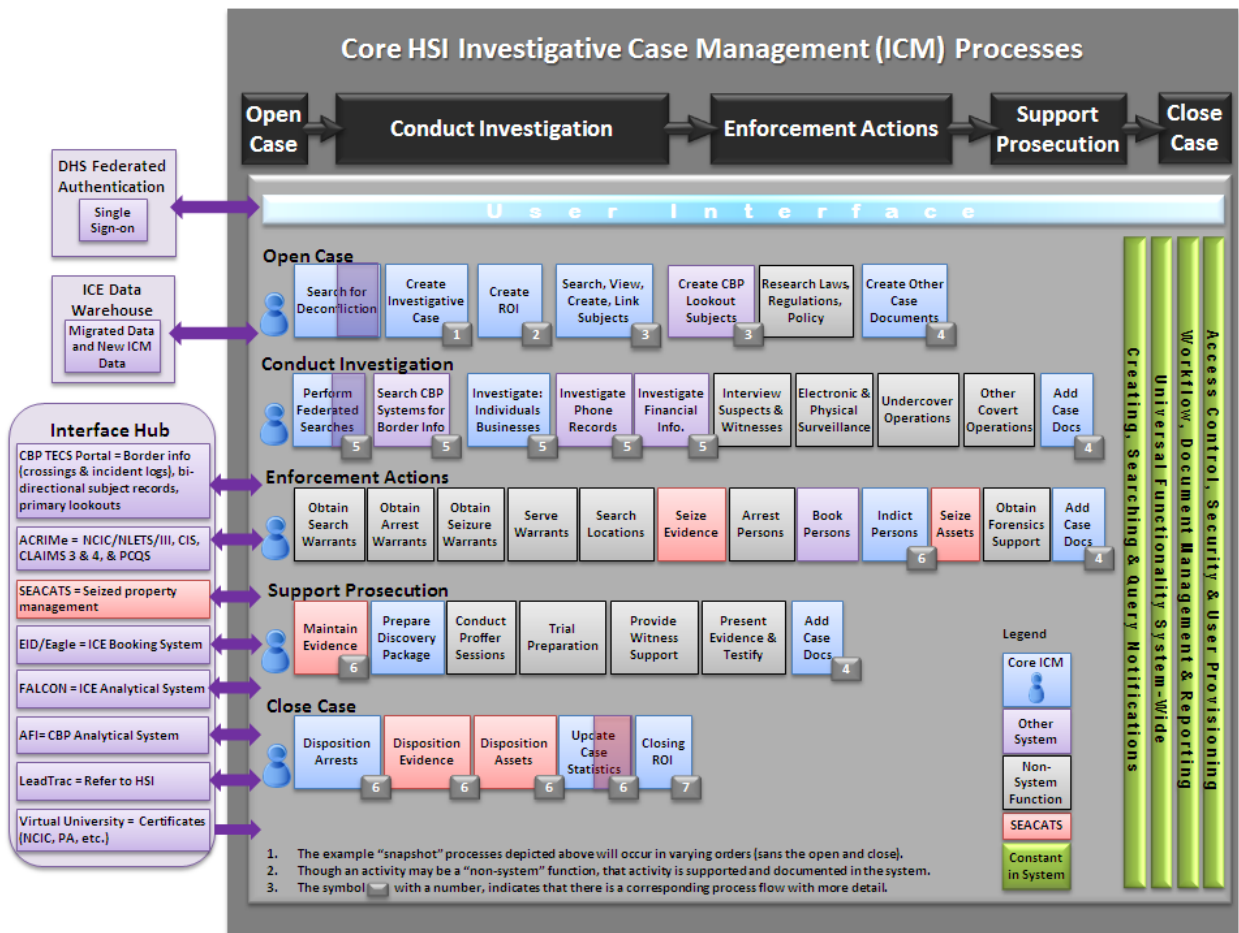 Core HSI Investigative Case Management (ICM) Processes
Open
Case
Conduct Investigation
Enforcement Actions
Support
Prosecution
Close
Case
DHS Federated
Authentication
Single
Sign-on
ICE Data
Warehouse
Migrated Data
and New ICM
Data
Interface Hub
CBP TECS Portal = Border info
(crossings & incident logs), bi-
directional subject records,
primary lookouts
ACRIMe = NCIC/NLETS/III, CIS,
CLAIMS 3 & 4, & PCQS
SEACATS = Seized property
management
EID/Eagle = ICE Booking System
FALCON = ICE Analytical System
AFI= CBP Analytical System
LeadTrac = Refer to HSI
Virtual University = Certificates
(NCIC, PA, etc.)
User Interface
Open Case
Search for
Deconfliction
Create
Investigative
Case
1
Create
ROI
2
Search, View,
Create, Link
Subjects
3
Create CBP
Lookout
Subjects
3
Research Laws,
Regulations,
Policy
Create Other
Case
Documents
4
Conduct Investigation
Perform
Federated
Searches
5
Search CBP
Systems for
Border Info
5
Investigate:
Individuals
Businesses
5
Investigate
Phone
Records
5
Investigate
Financial
Info.
5
Interview
Suspects &
Witnesses
Electronic &
Physical
Surveillance
Undercover
Operations
Other
Covert
Operations
Add
Case
Docs
4
Enforcement Actions
Obtain
Search
Warrants
Obtain
Arrest
Warrants
Obtain
Seizure
Warrants
Serve
Warrants
Search
Locations
Seize
Evidence
Arrest
Persons
Book
Persons
Indict
Persons
6
Seize
Assets
Obtain
Forensics
Support
Add
Case
Docs
4
Support Prosecution
Maintain
Evidence
6
Prepare
Discovery
Package
Conduct
Proffer
Sessions
Trial
Preparation
Provide
Witness
Support
Present
Evidence &
Testify
Add
Case
Docs
4
Close Case
Disposition
Arrests
6
Disposition
Evidence
6
Disposition
Assets
6
Update
Case
Statistics
6
Closing
ROI
7
Legend
Core ICM
Other
System
Non-
System
Function
SEACATS
Constant
in System
Creating, Searching & Query Notifications
Universal Functionality System-Wide
Workflow, Document Management & Reporting
Access Control, Security & User Provisioning
1. The example “snapshot” processes depicted above will occur in varying orders (sans the open and close).
2. Though an activity may be a “non-system” function, that activity is supported and documented in the system.
3. The symbol with a number, indicates that there is a corresponding process flow with more detail.